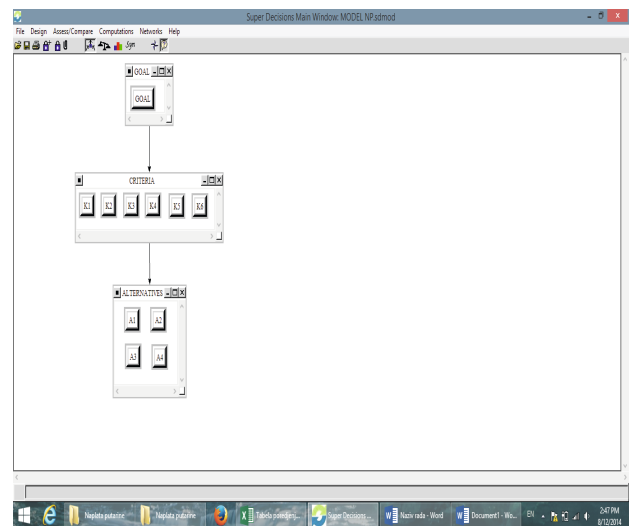 Super Decisions Main Window: MODEL NP.sdmod
File Design Assess/Compare Computations Networks Help
Syn
GOAL
GOAL
CRITERIA
K1 K2 K3 K4 K5 K6
ALTERNATIVES
A1 A2
A3 A4
Naplata putarine Naplata putarine Tabela poredjenj... Super Decisions ... Naziv rada - Word Document1 - Wo... EN 2:47 PM
8/12/2014